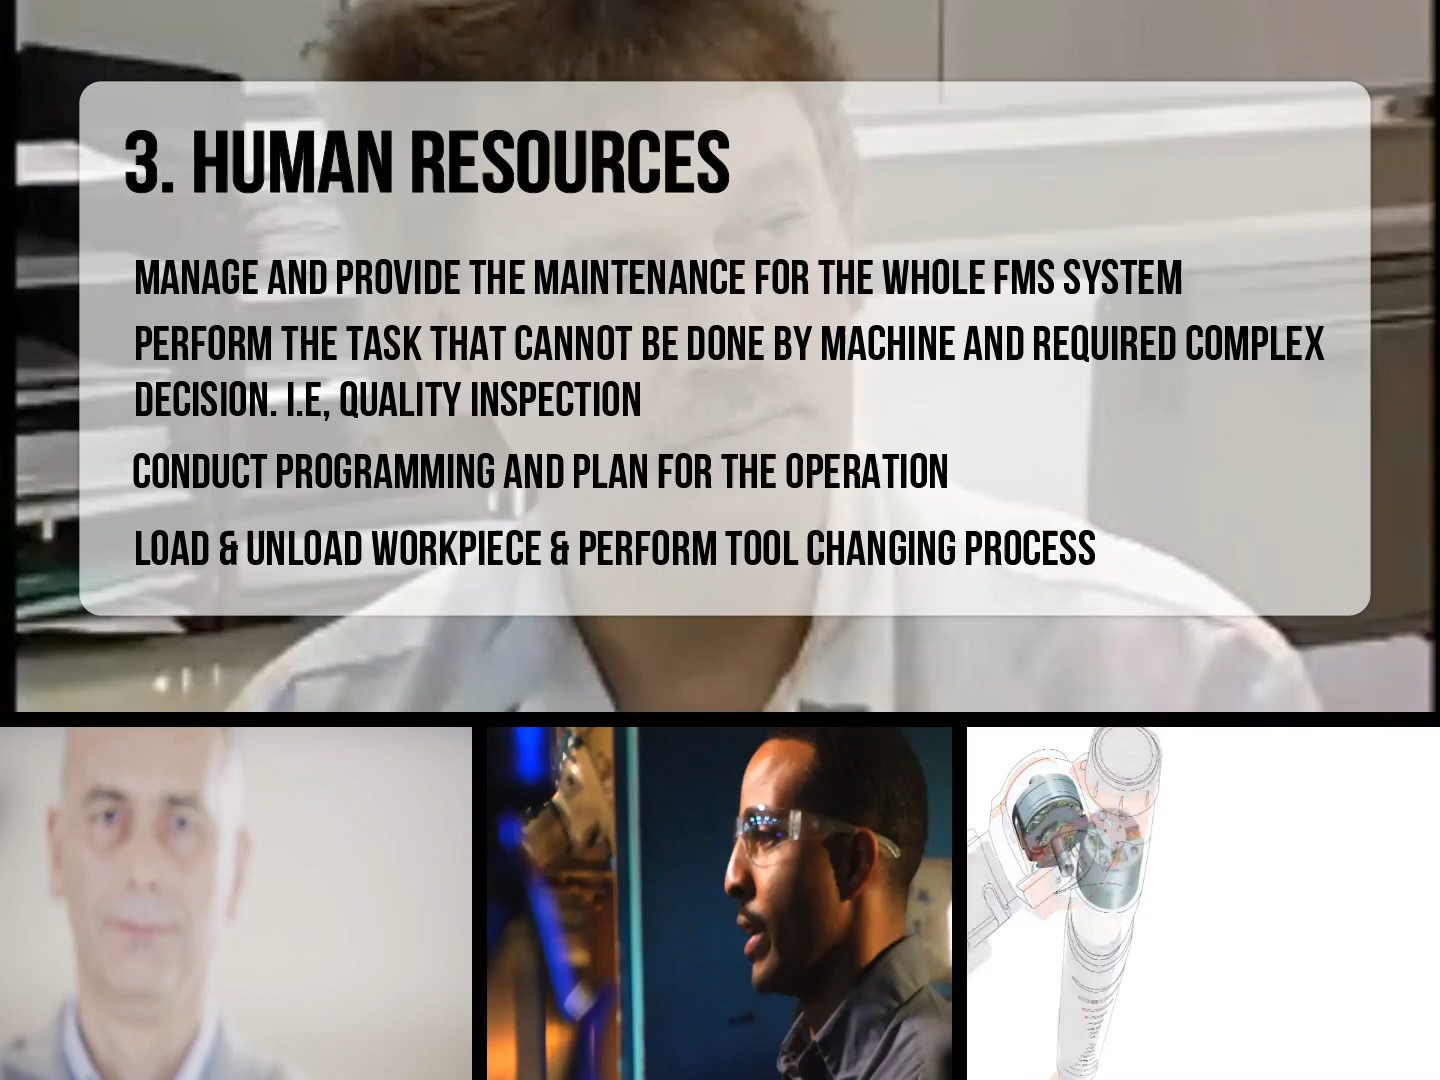 3. HUMAN RESOURCES
MANAGE AND PROVIDE THE MAINTENANCE FOR THE WHOLE FMS SYSTEM
PERFORM THE TASK THAT CANNOT BE DONE BY MACHINE AND REQUIRED COMPLEX
DECISION. I.E, QUALITY INSPECTION
CONDUCT PROGRAMMING AND PLAN FOR THE OPERATION
LOAD & UNLOAD WORKPIECE & PERFORM TOOL CHANGING PROCESS